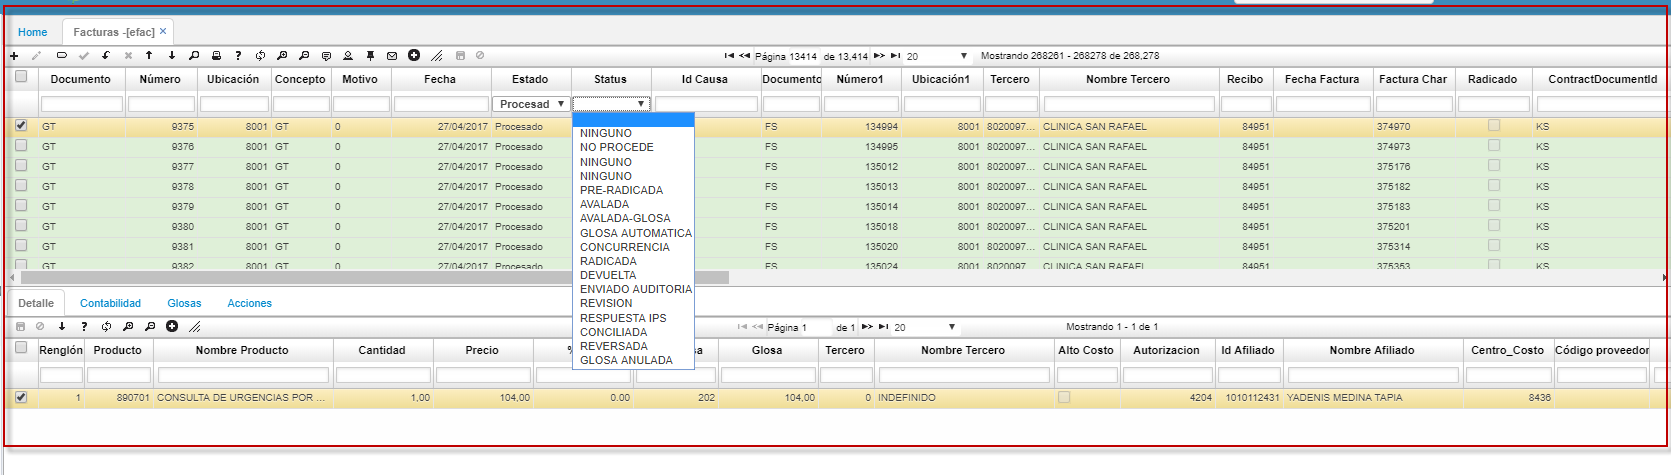 Home
Facturas -[efac] ×
Página 13414 de 13,414 20 Mostrando 268261 - 268278 de 268,278
Documento Número Ubicación Concepto Motivo Fecha Estado Status Id Causa Documento Número1 Ubicación1 Tercero Nombre Tercero Recibo Fecha Factura Factura Char Radicado ContractDocumentId
Procesad
GT 9375 8001 GT 0 27/04/2017 Procesado FS 134994 8001 8020097... CLINICA SAN RAFAEL 84951 374970 KS
GT 9376 8001 GT 0 27/04/2017 Procesado FS 134995 8001 8020097... CLINICA SAN RAFAEL 84951 374973 KS
GT 9377 8001 GT 0 27/04/2017 Procesado FS 135012 8001 8020097... CLINICA SAN RAFAEL 84951 375176 KS
GT 9378 8001 GT 0 27/04/2017 Procesado FS 135013 8001 8020097... CLINICA SAN RAFAEL 84951 375182 KS
GT 9379 8001 GT 0 27/04/2017 Procesado FS 135014 8001 8020097... CLINICA SAN RAFAEL 84951 375183 KS
GT 9380 8001 GT 0 27/04/2017 Procesado FS 135018 8001 8020097... CLINICA SAN RAFAEL 84951 375201 KS
GT 9381 8001 GT 0 27/04/2017 Procesado FS 135020 8001 8020097... CLINICA SAN RAFAEL 84951 375314 KS
GT 9382 8001 GT 0 27/04/2017 Procesado FS 135024 8001 8020097... CLINICA SAN RAFAEL 84951 375353 KS
NINGUNO
NO PROCEDE
NINGUNO
NINGUNO
PRE-RADICADA
AVALADA
AVALADA-GLOSA
GLOSA AUTOMATICA
CONCURRENCIA
RADICADA
DEVUELTA
ENVIADO AUDITORIA
REVISION
RESPUESTA IPS
CONCILIADA
REVERSADA
GLOSA ANULADA
Detalle Contabilidad Glosas Acciones
Página 1 de 1 20 Mostrando 1 - 1 de 1
Renglón Producto Nombre Producto Cantidad Precio Glosa Tercero Nombre Tercero Alto Costo Autorizacion Id Afiliado Nombre Afiliado Centro_Costo Código proveedor
1 890701 CONSULTA DE URGENCIAS POR ... 1,00 104,00 0.00 202 104,00 0 INDEFINIDO 4204 1010112431 YADENIS MEDINA TAPIA 8436